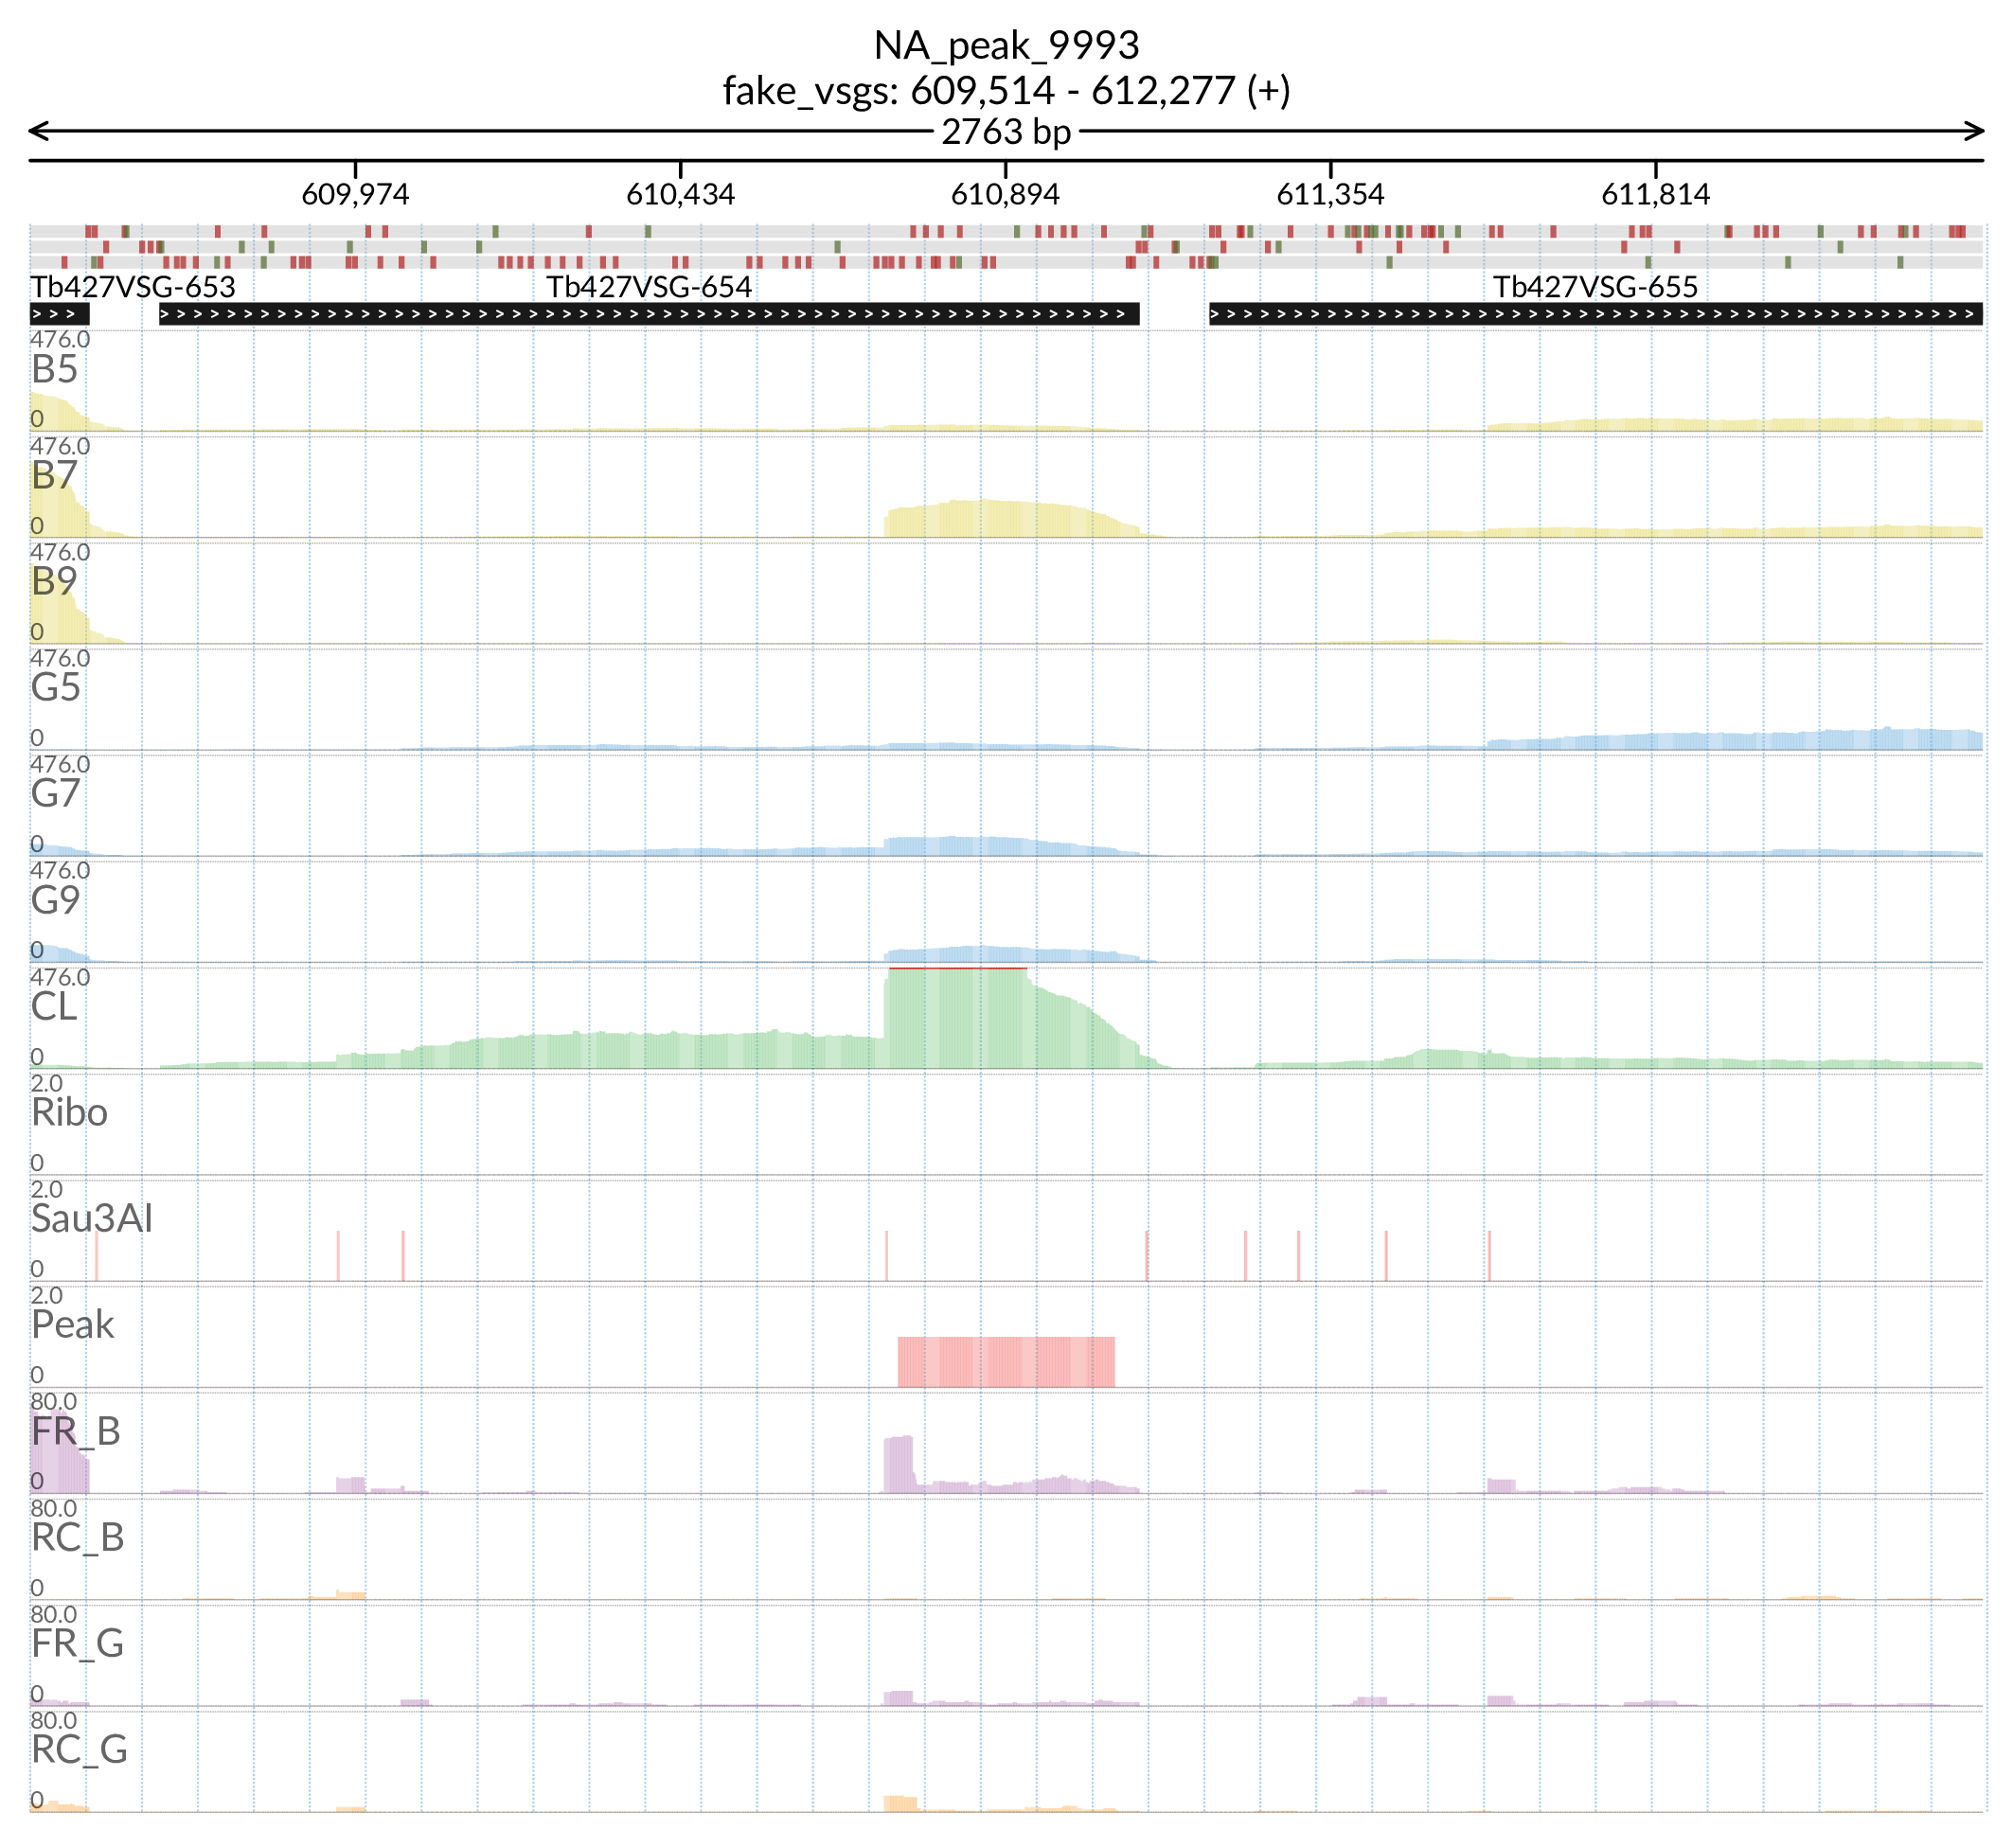 NA_peak_9993
fake_vsgs: 609,514 - 612,277 (+)
2763 bp
609,974 610,434 610,894 611,354 611,814
Tb427VSG-653 Tb427VSG-654 Tb427VSG-655
476.0
B5
0
476.0
B7
0
476.0
B9
0
476.0
G5
0
476.0
G7
0
476.0
G9
0
476.0
CL
0
2.0
Ribo
0
2.0
Sau3AI
0
2.0
Peak
0
80.0
FR_B
0
80.0
RC_B
0
80.0
FR_G
0
80.0
RC_G
0